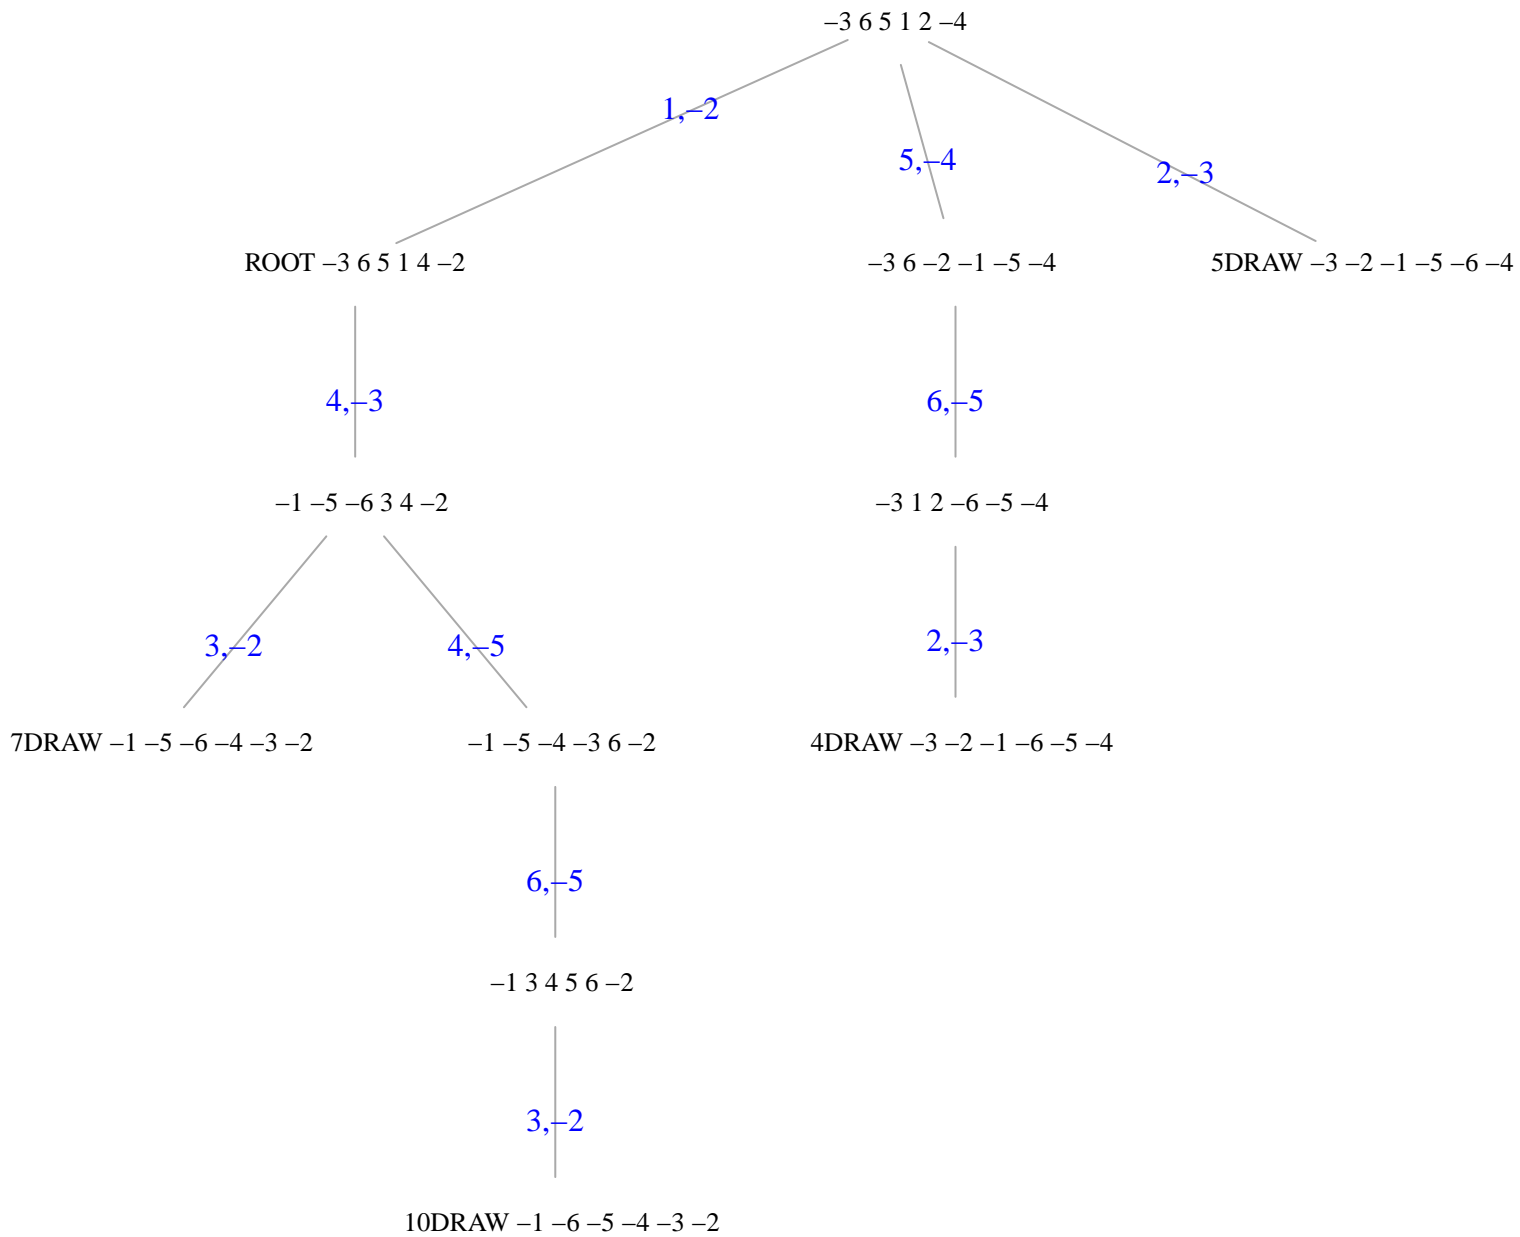 –3 6 5 1 2 –4
1,–2
5,–4
2,–3
ROOT –3 6 5 1 4 –2
–3 6 –2 –1 –5 –4
5DRAW –3 –2 –1 –5 –6 –4
4,–3
6,–5
–1 –5 –6 3 4 –2
–3 1 2 –6 –5 –4
3,–2
4,–5
2,–3
7DRAW –1 –5 –6 –4 –3 –2
–1 –5 –4 –3 6 –2
4DRAW –3 –2 –1 –6 –5 –4
6,–5
–1 3 4 5 6 –2
3,–2
10DRAW –1 –6 –5 –4 –3 –2